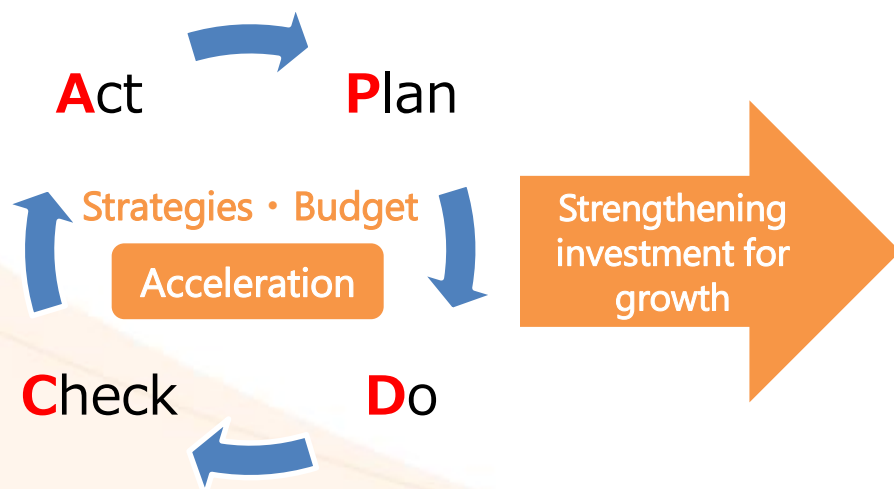 Act
Plan
Strategies・Budget
Acceleration
Check
Do
Strengthening
investment for
growth